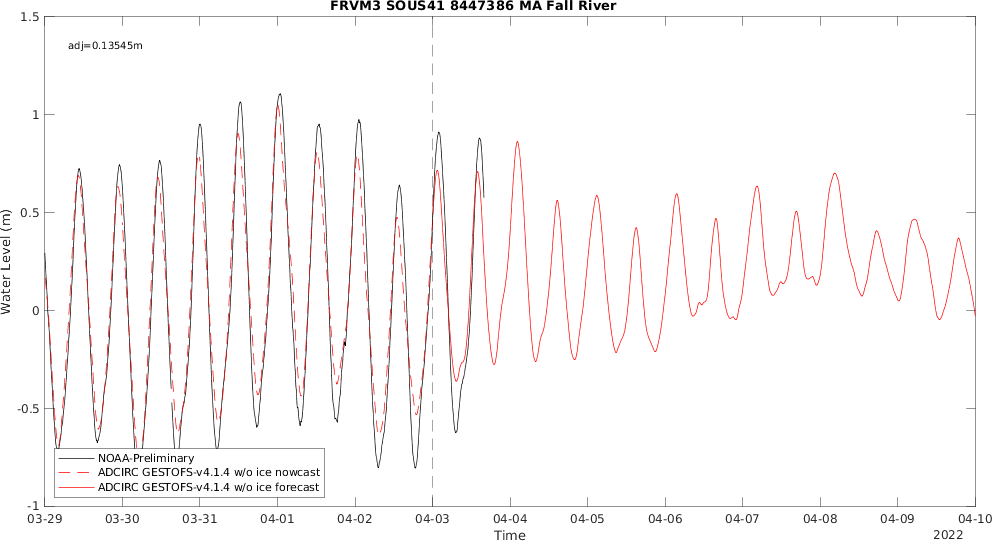 FRVM3 SOUS41 8447386 MA Fall River
adj=0.13545m
1.5
1
0.5
0
-0.5
-1
Water Level (m)
NOAA-Preliminary
ADCIRC GESTOFS-v4.1.4 w/o ice nowcast
ADCIRC GESTOFS-v4.1.4 w/o ice forecast
03-29 03-30 03-31 04-01 04-02 04-03 04-04 04-05 04-06 04-07 04-08 04-09 04-10
Time
2022